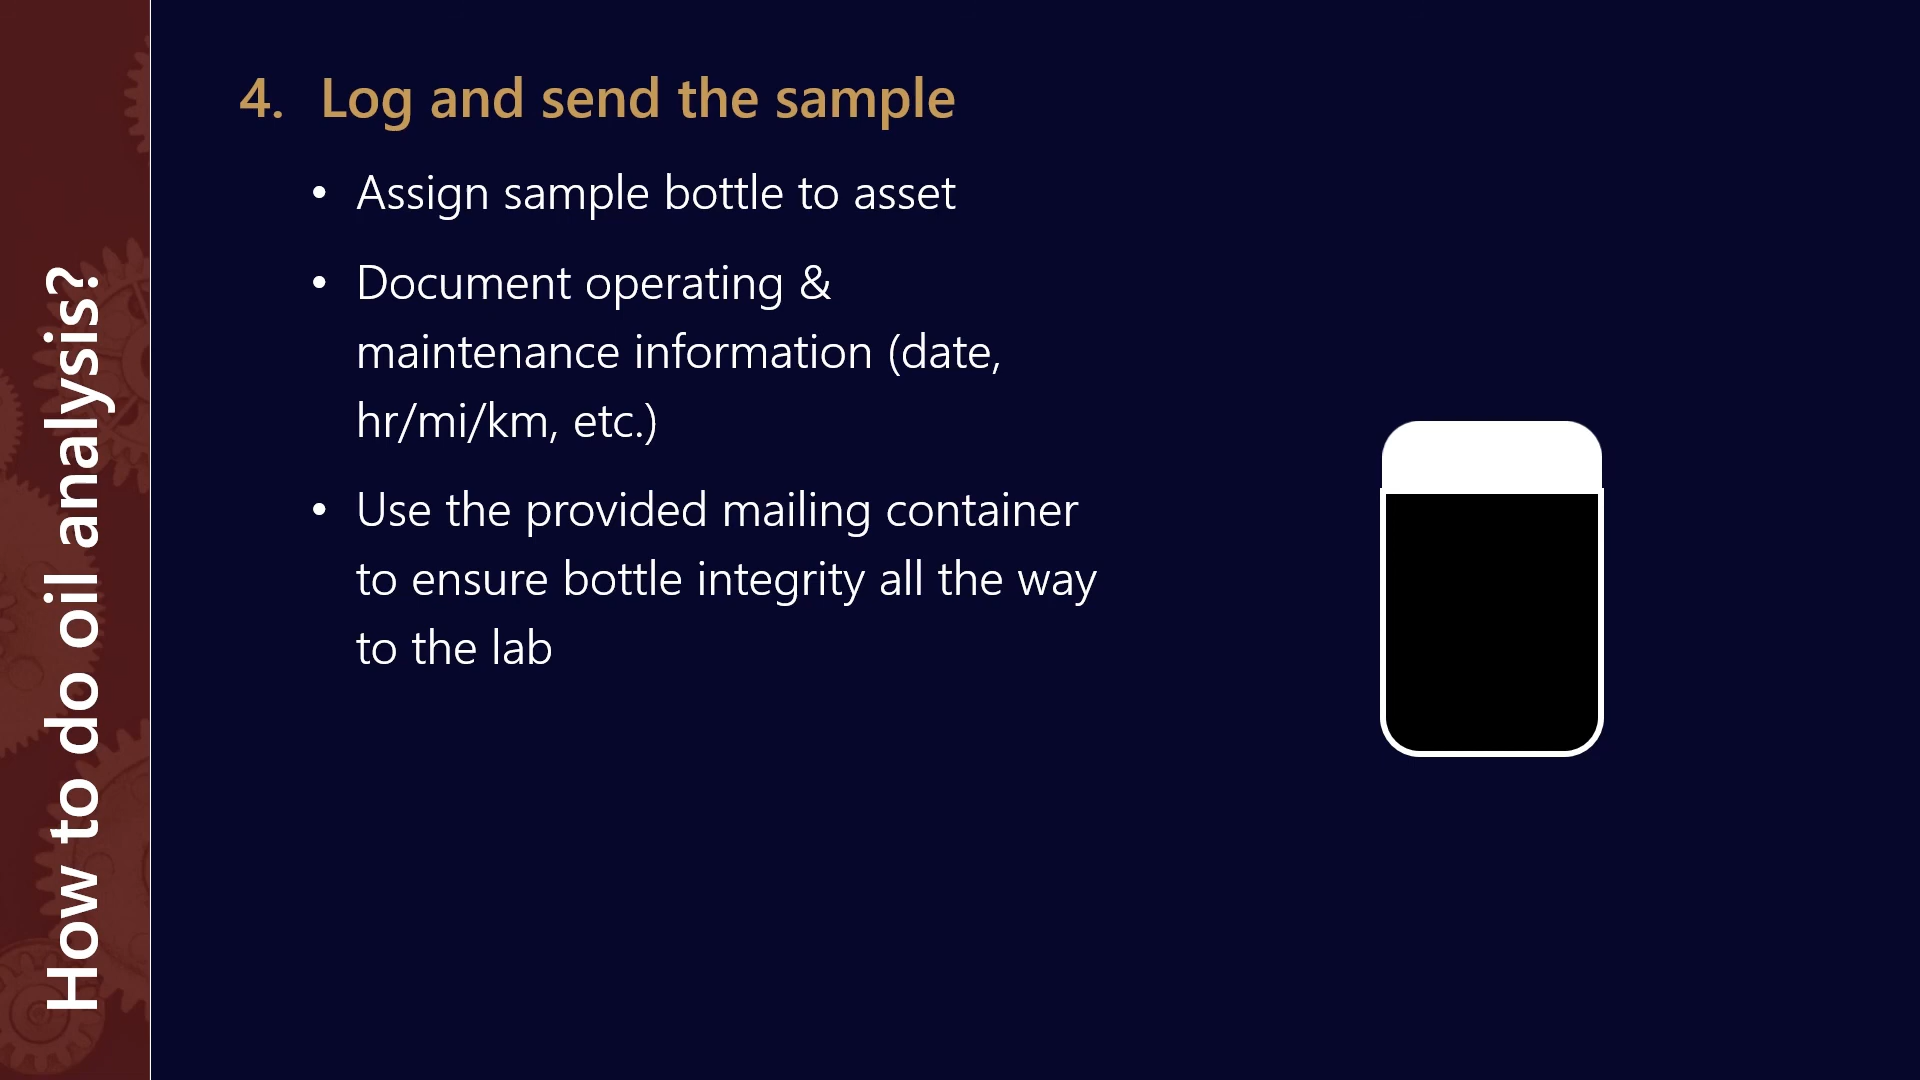 How to do oil analysis?
4. Log and send the sample
• Assign sample bottle to asset
• Document operating &
maintenance information (date,
hr/mi/km, etc.)
• Use the provided mailing container
to ensure bottle integrity all the way
to the lab